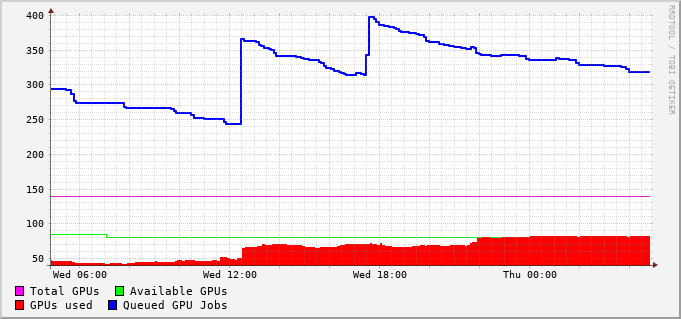 400
350
300
250
200
150
100
50
Wed 06:00 Wed 12:00 Wed 18:00 Thu 00:00
Total GPUs Available GPUs
GPUs used Queued GPU Jobs
RRDTOOL / TOBI OETIKER